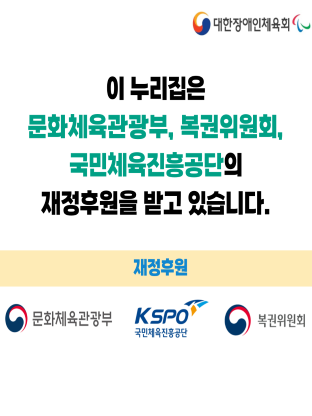 대한장애인체육회
이 누리집은
문화체육관광부, 복권위원회,
국민체육진흥공단의
재정후원을 받고 있습니다.
재정후원
문화체육관광부
KSPO
국민체육진흥공단
복권위원회